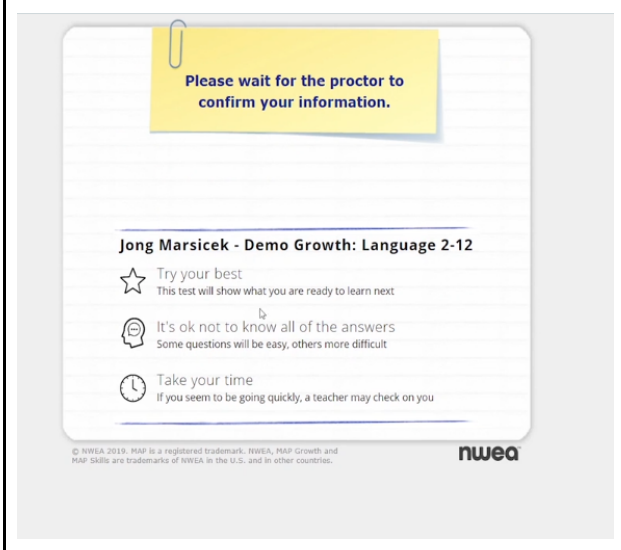 Please wait for the proctor to
confirm your information.
Jong Marsicek - Demo Growth: Language 2-12
Try your best
This test will show what you are ready to learn next
It's ok not to know all of the answers
Some questions will be easy, others more difficult
Take your time
If you seem to be going quickly, a teacher may check on you
© NWEA 2019. MAP is a registered trademark. NWEA, MAP Growth and
MAP Skills are trademarks of NWEA in the U.S. and in other countries.
nwea